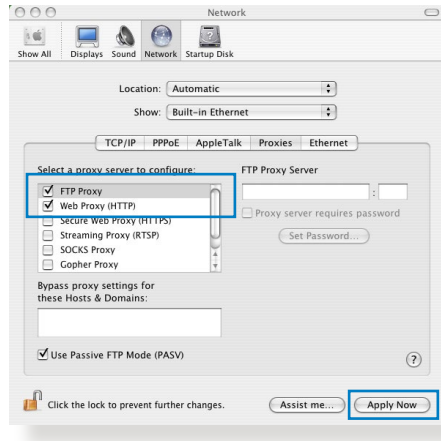 Network
Show All Displays Sound Network Startup Disk
Location: Automatic
Show: Built-in Ethernet
TCP/IP PPPoE AppleTalk Proxies Ethernet
Select a proxy server to configure: FTP Proxy Server
FTP Proxy
Web Proxy (HTTP)
:
Secure Web Proxy (HTTPS)
Proxy server requires password
Streaming Proxy (RTSP)
Set Password...
SOCKS Proxy
Gopher Proxy
Bypass proxy settings for
these Hosts & Domains:
Use Passive FTP Mode (PASV)
?
Click the lock to prevent further changes. Assist me... Apply Now